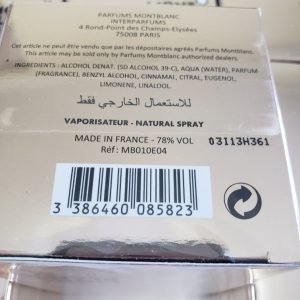 PARFUMS MONTBLANC
INTERPARFUMS
4 Rond-Point des Champs-Elysées
75008 PARIS
Cet article ne peut être vendu que par les dépositaires agréés Parfums Montblanc.
This article may be sold only by Parfums Montblanc authorized dealers.
INGREDIENTS : ALCOHOL DENAT. (SD ALCOHOL 39-C), AQUA (WATER), PARFUM
(FRAGRANCE), BENZYL ALCOHOL, CINNAMAL, CITRAL, EUGENOL,
LIMONENE, LINALOOL.
للاستعمال الخارجي فقط
VAPORISATEUR - NATURAL SPRAY
MADE IN FRANCE - 78% VOL
03113H361
Réf : MB010E04
3 386460 085823